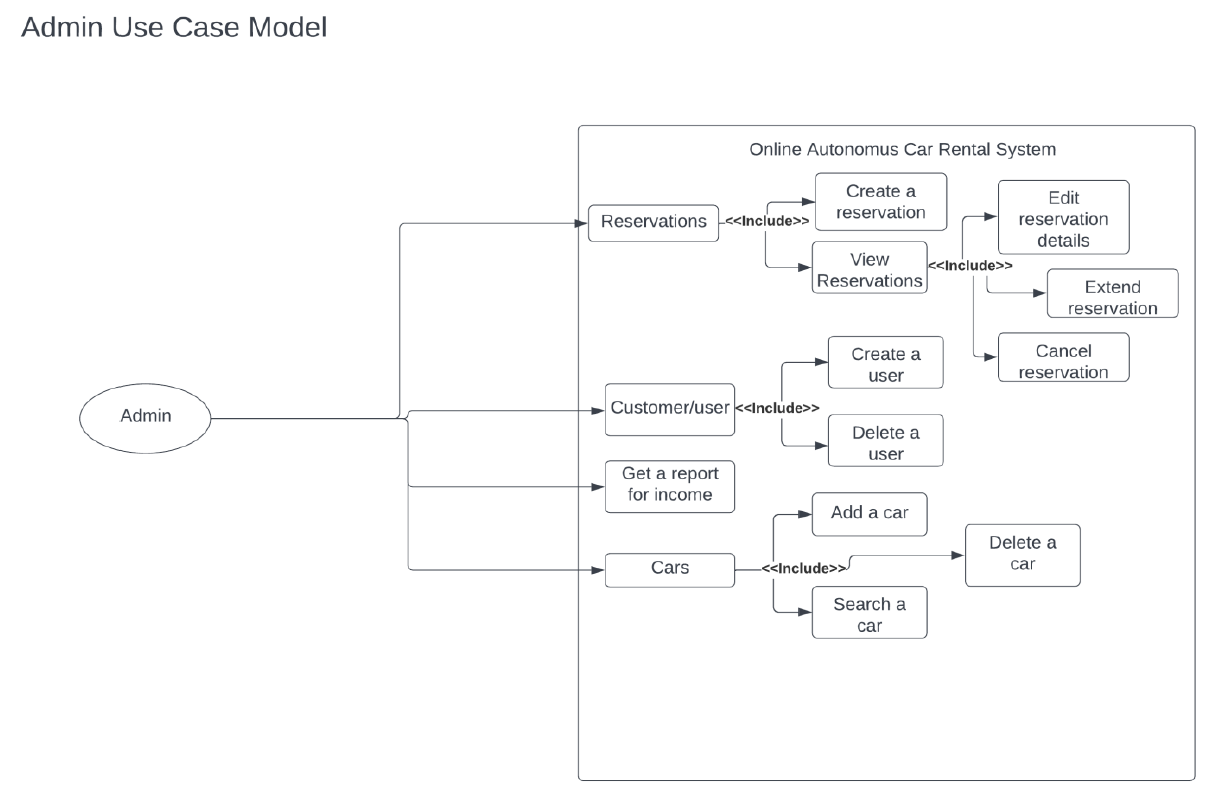 Admin Use Case Model
Online Autonomus Car Rental System
Reservations
<<Include>>
Create a
reservation
View
Reservations
<<Include>>
Edit
reservation
details
Extend
reservation
Cancel
reservation
Admin
Customer/user
<<Include>>
Create a
user
Delete a
user
Get a report
for income
Cars
<<Include>>
Add a car
Delete a
car
Search a
car